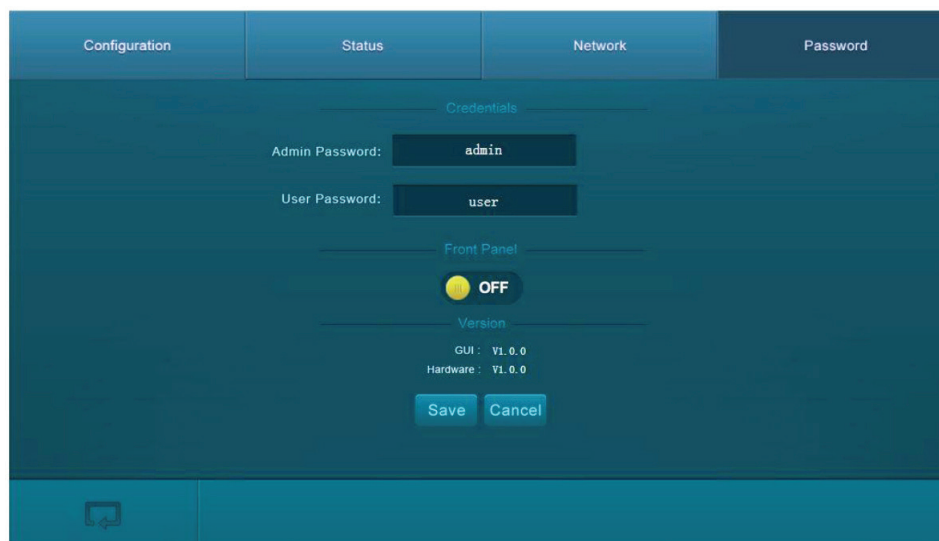 Configuration Status Network Password
Credentials
Admin Password: admin
User Password: user
Front Panel
OFF
Version
GUI : V1.0.0
Hardware : V1.0.0
Save Cancel